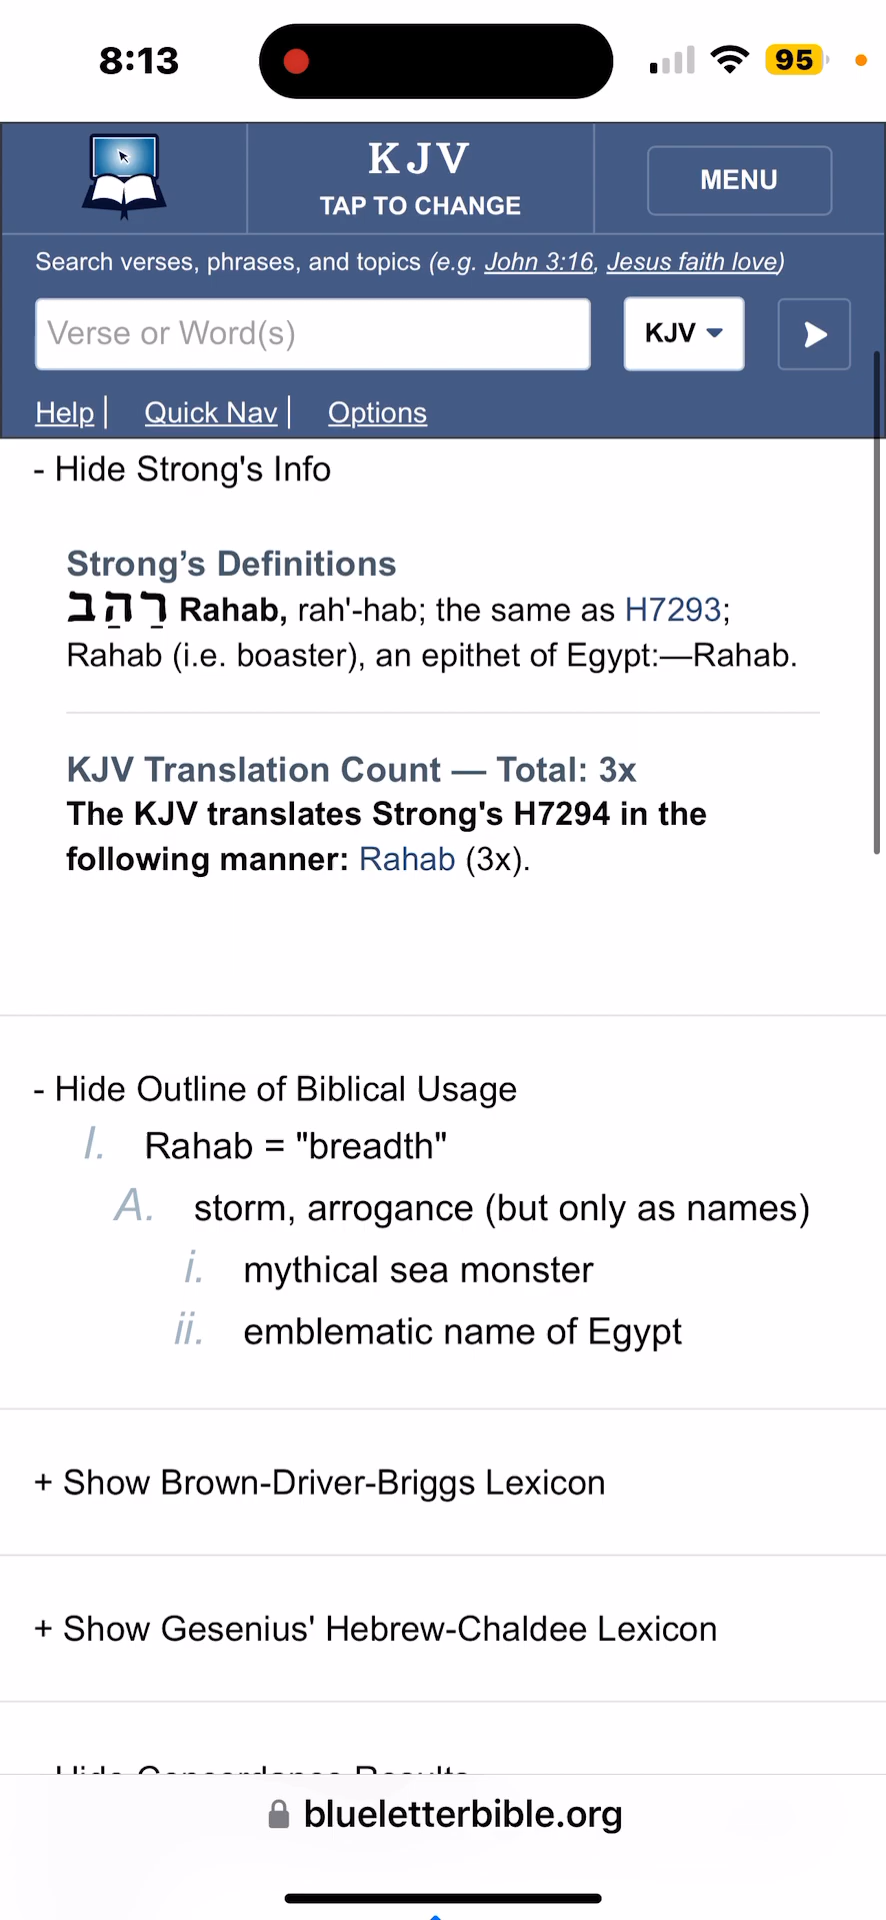 8:13
95
KJV
TAP TO CHANGE
MENU
Search verses, phrases, and topics (e.g. John 3:16, Jesus faith love)
Verse or Word(s)
KJV
Help | Quick Nav | Options
- Hide Strong's Info
Strong’s Definitions
רַהַב Rahab, rah'-hab; the same as H7293;
Rahab (i.e. boaster), an epithet of Egypt:—Rahab.
KJV Translation Count — Total: 3x
The KJV translates Strong's H7294 in the
following manner: Rahab (3x).
- Hide Outline of Biblical Usage
I. Rahab = "breadth"
A. storm, arrogance (but only as names)
i. mythical sea monster
ii. emblematic name of Egypt
+ Show Brown-Driver-Briggs Lexicon
+ Show Gesenius' Hebrew-Chaldee Lexicon
Hide Concordance Results
blueletterbible.org